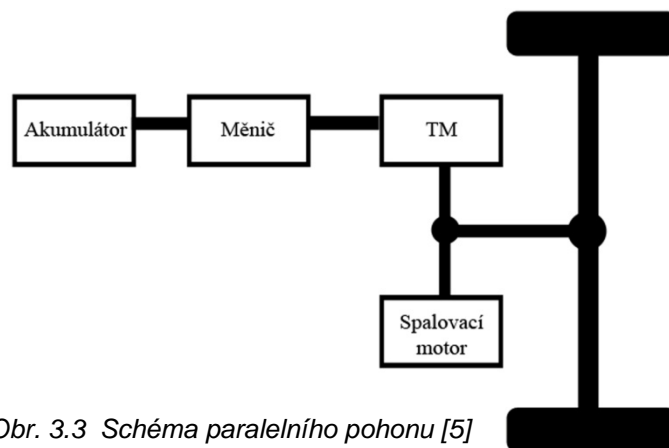 Akumulátor
Měnič
TM
Spalovací
motor
Obr. 3.3 Schéma paralelního pohonu [5]